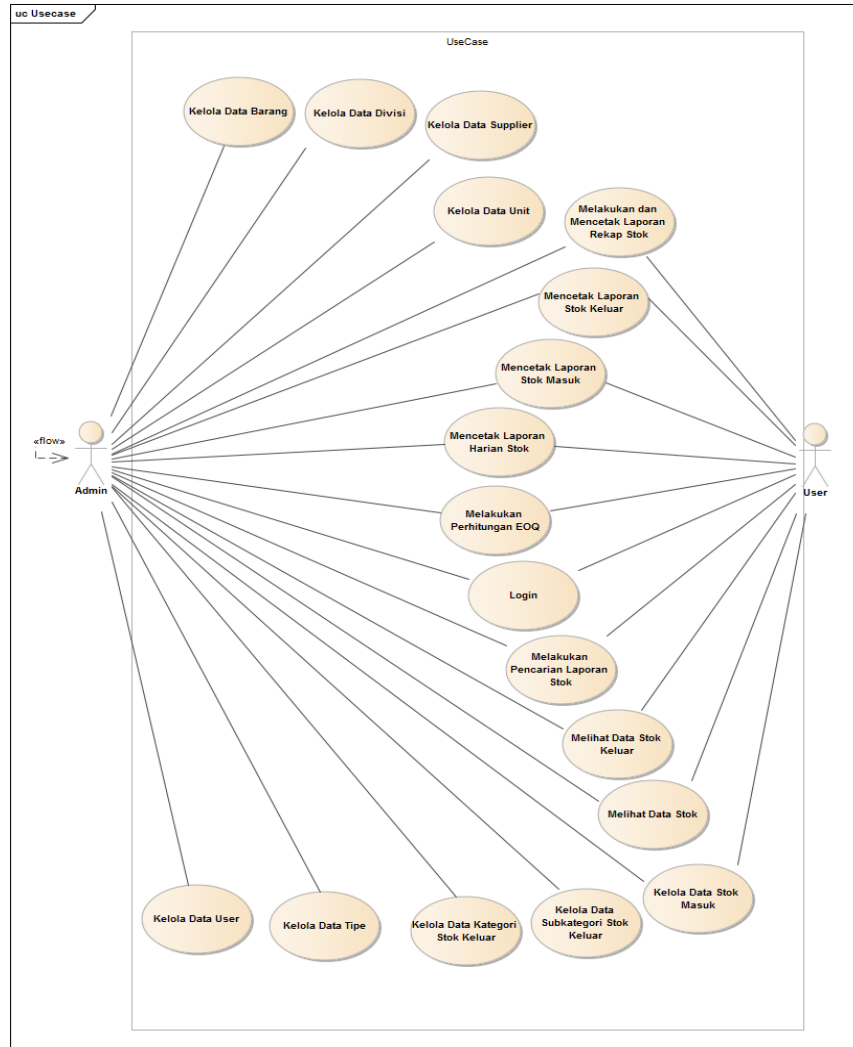 uc Usecase
UseCase
Kelola Data Barang
Kelola Data Divisi
Kelola Data Supplier
Kelola Data Unit
Melakukan dan
Mencetak Laporan
Rekap Stok
Mencetak Laporan
Stok Keluar
Mencetak Laporan
Stok Masuk
«flow»
Admin
Mencetak Laporan
Harian Stok
User
Melakukan
Perhitungan EOQ
Login
Melakukan
Pencarian Laporan
Stok
Melihat Data Stok
Keluar
Melihat Data Stok
Kelola Data Stok
Masuk
Kelola Data User
Kelola Data Tipe
Kelola Data Kategori
Stok Keluar
Kelola Data
Subkategori Stok
Keluar